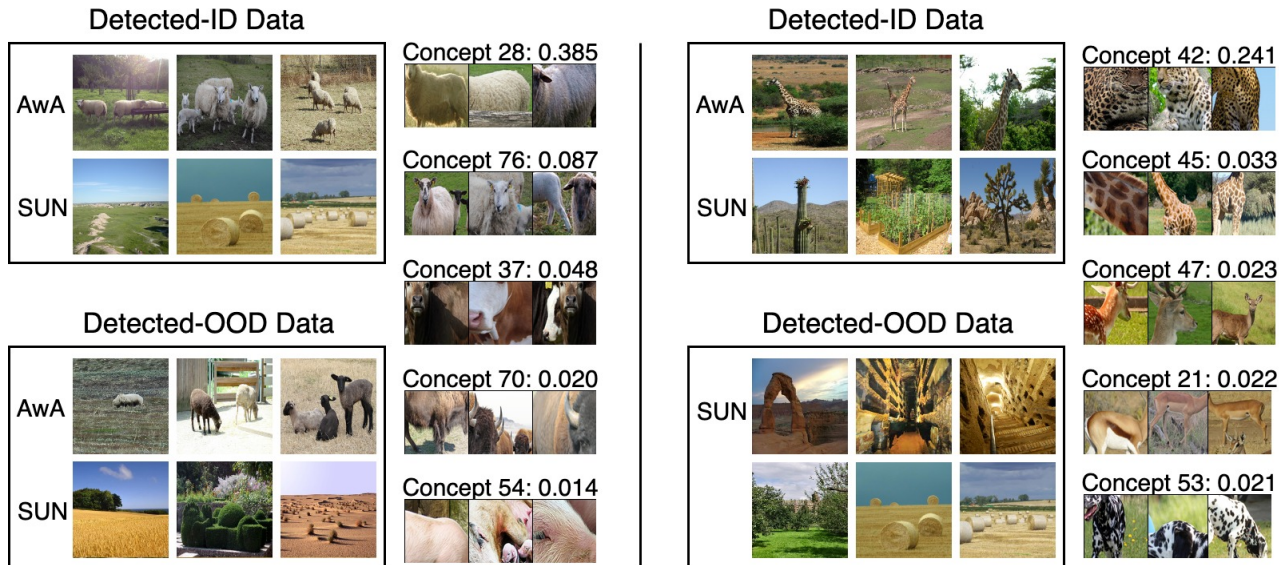 Detected-ID Data
AwA
SUN
Concept 28: 0.385
Concept 76: 0.087
Concept 37: 0.048
Detected-OOD Data
AwA
SUN
Concept 70: 0.020
Concept 54: 0.014
Detected-ID Data
AwA
SUN
Concept 42: 0.241
Concept 45: 0.033
Concept 47: 0.023
Detected-OOD Data
SUN
Concept 21: 0.022
Concept 53: 0.021